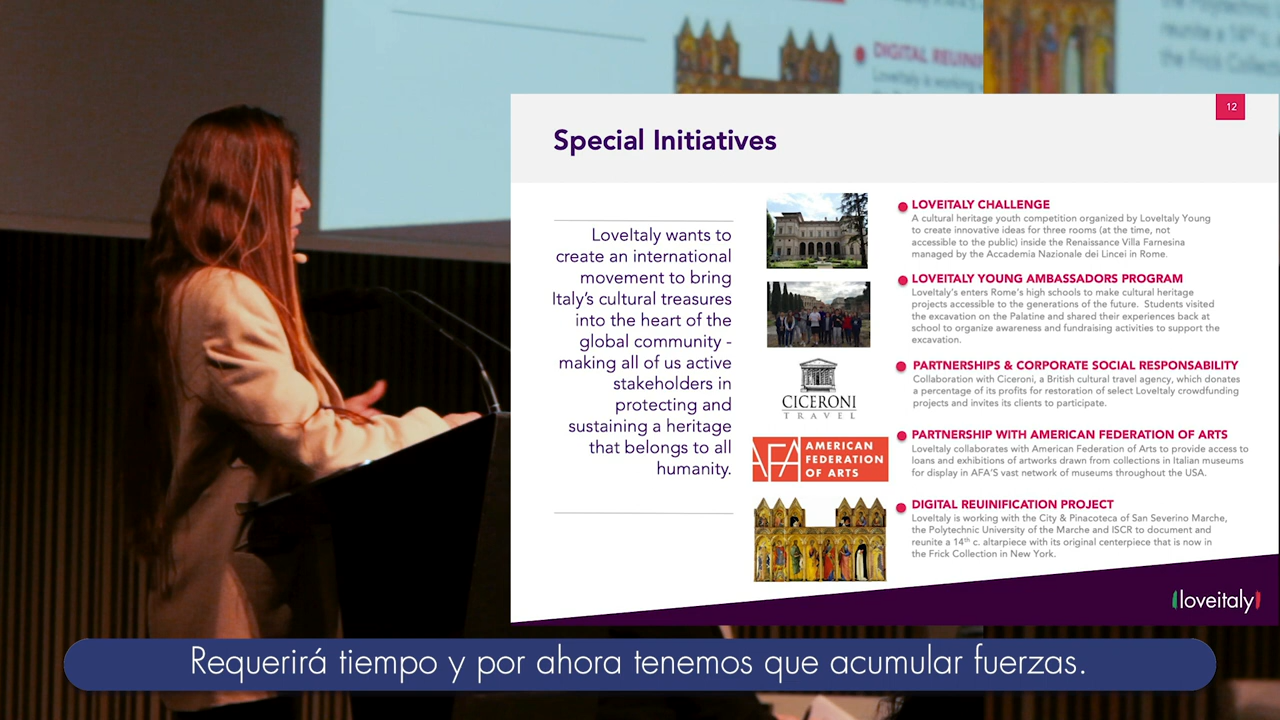 DIGITAL REUNIFI
LoveItaly is working
reunite a 14th c.
the Frick Collection
12
Special Initiatives
LoveItaly wants to
create an international
movement to bring
Italy's cultural treasures
into the heart of the
global community -
making all of us active
stakeholders in
protecting and
sustaining a heritage
that belongs to all
humanity.
LOVEITALY CHALLENGE
A cultural heritage youth competition organized by LoveItaly Young
to create innovative ideas for three rooms (at the time, not
accessible to the public) inside the Renaissance Villa Farnesina
managed by the Accademia Nazionale dei Lincei in Rome.
LOVEITALY YOUNG AMBASSADORS PROGRAM
LoveItaly's enters Rome's high schools to make cultural heritage
projects accessible to the generations of the future. Students visited
the excavation on the Palatine and shared their experiences back at
school to organize awareness and fundraising activities to support the
excavation.
CICERONI
TRAVEL
PARTNERSHIPS & CORPORATE SOCIAL RESPONSABILITY
Collaboration with Ciceroni, a British cultural travel agency, which donates
a percentage of its profits for restoration of select LoveItaly crowdfunding
projects and invites its clients to participate.
AFA
AMERICAN
FEDERATION
OF ARTS
PARTNERSHIP WITH AMERICAN FEDERATION OF ARTS
LoveItaly collaborates with American Federation of Arts to provide access to
loans and exhibitions of artworks drawn from collections in Italian museums
for display in AFA'S vast network of museums throughout the USA.
DIGITAL REUINIFICATION PROJECT
LoveItaly is working with the City & Pinacoteca of San Severino Marche,
the Polytechnic University of the Marche and ISCR to document and
reunite a 14th c. altarpiece with its original centerpiece that is now in
the Frick Collection in New York.
loveitaly
Requerirá tiempo y por ahora tenemos que acumular fuerzas.